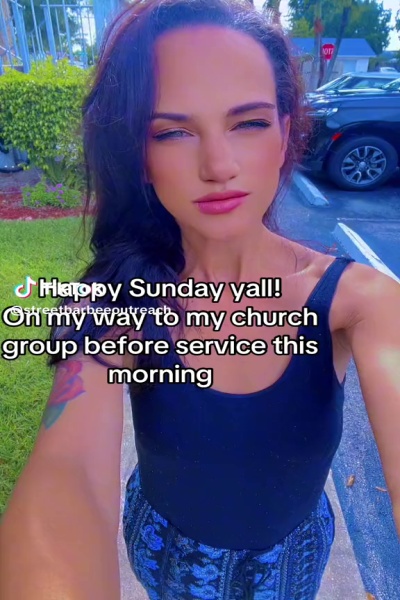 STOP
TikTok
Happy Sunday yall!
@streetbarbeeoutreach
On my way to my church
group before service this
morning